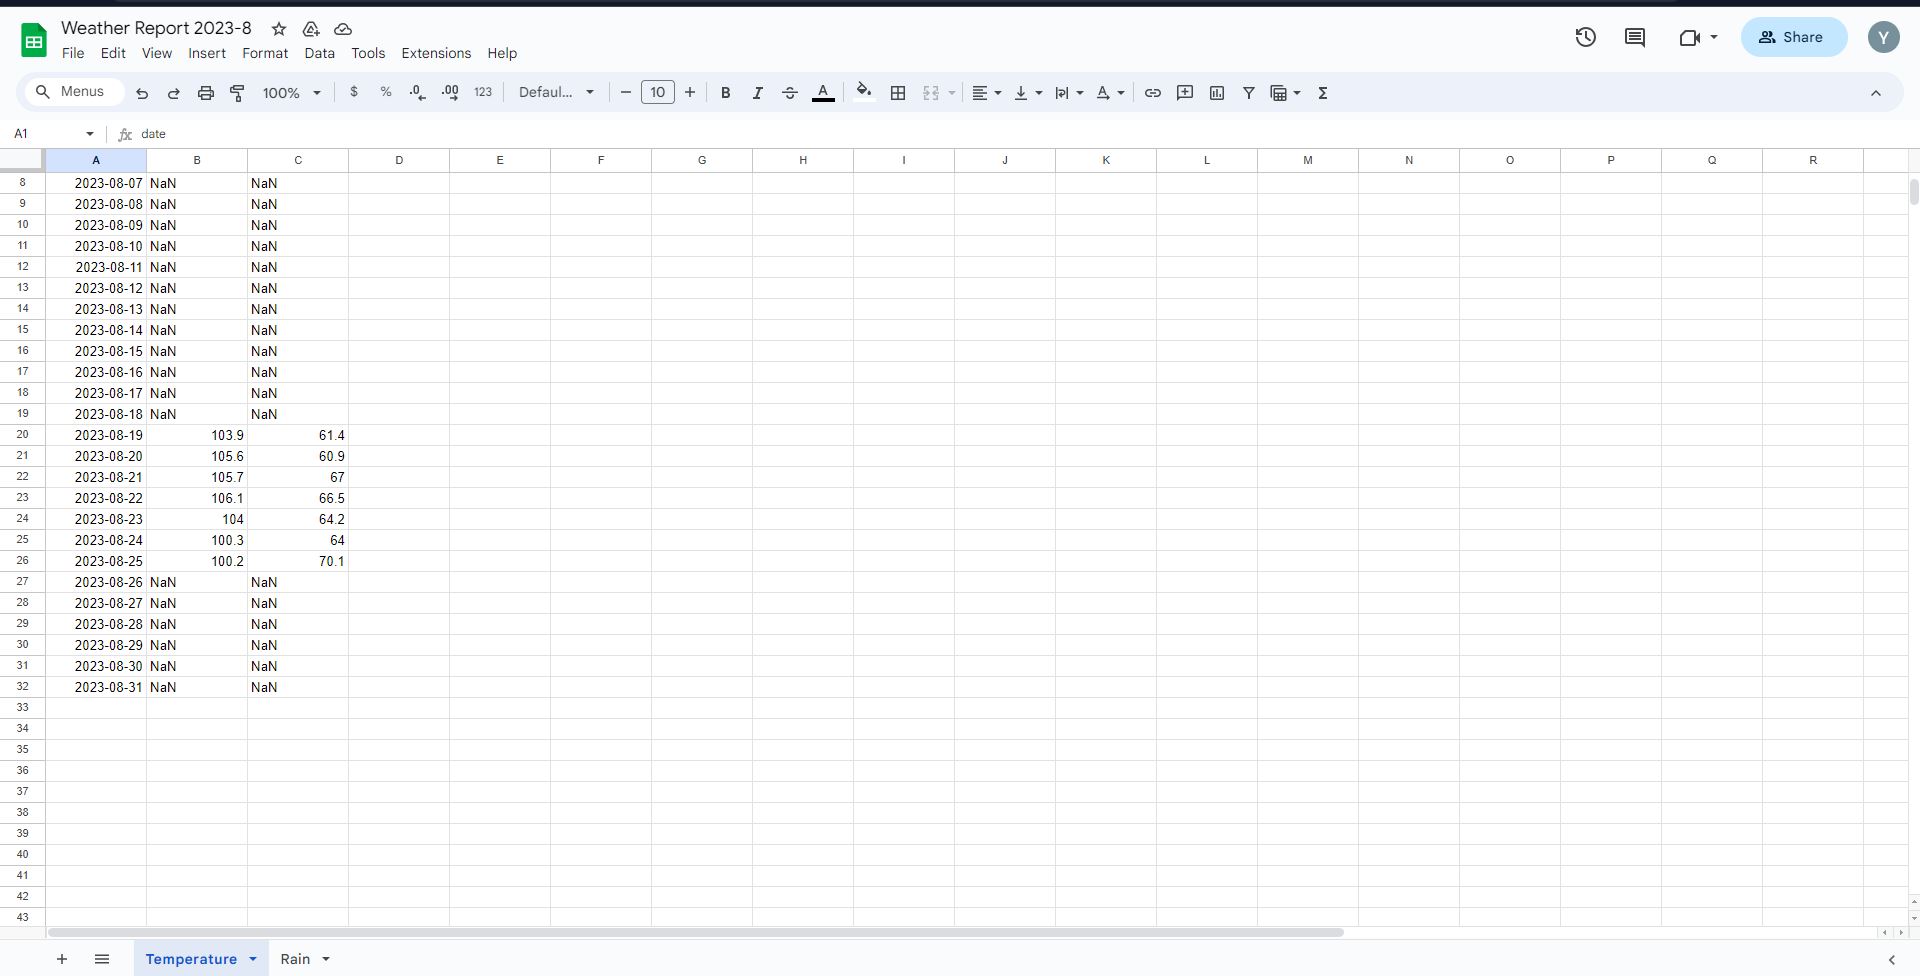 Weather Report 2023-8
File Edit View Insert Format Data Tools Extensions Help
Share
Y
Menus 100% $ % .0 .00 123 Defaul... 10 B I S A
A1 fx date
A B C D E F G H I J K L M N O P Q R
8 2023-08-07 NaN NaN
9 2023-08-08 NaN NaN
10 2023-08-09 NaN NaN
11 2023-08-10 NaN NaN
12 2023-08-11 NaN NaN
13 2023-08-12 NaN NaN
14 2023-08-13 NaN NaN
15 2023-08-14 NaN NaN
16 2023-08-15 NaN NaN
17 2023-08-16 NaN NaN
18 2023-08-17 NaN NaN
19 2023-08-18 NaN NaN
20 2023-08-19 103.9 61.4
21 2023-08-20 105.6 60.9
22 2023-08-21 105.7 67
23 2023-08-22 106.1 66.5
24 2023-08-23 104 64.2
25 2023-08-24 100.3 64
26 2023-08-25 100.2 70.1
27 2023-08-26 NaN NaN
28 2023-08-27 NaN NaN
29 2023-08-28 NaN NaN
30 2023-08-29 NaN NaN
31 2023-08-30 NaN NaN
32 2023-08-31 NaN NaN
33
34
35
36
37
38
39
40
41
42
43
Temperature Rain